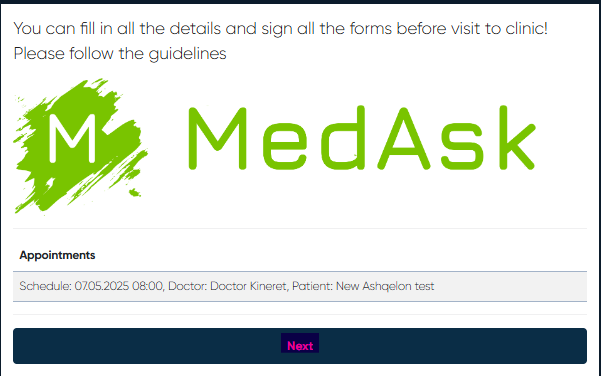 You can fill in all the details and sign all the forms before visit to clinic!
Please follow the guidelines
M MedAsk
Appointments
Schedule: 07.05.2025 08:00, Doctor: Doctor Kineret, Patient: New Ashqelon test
Next